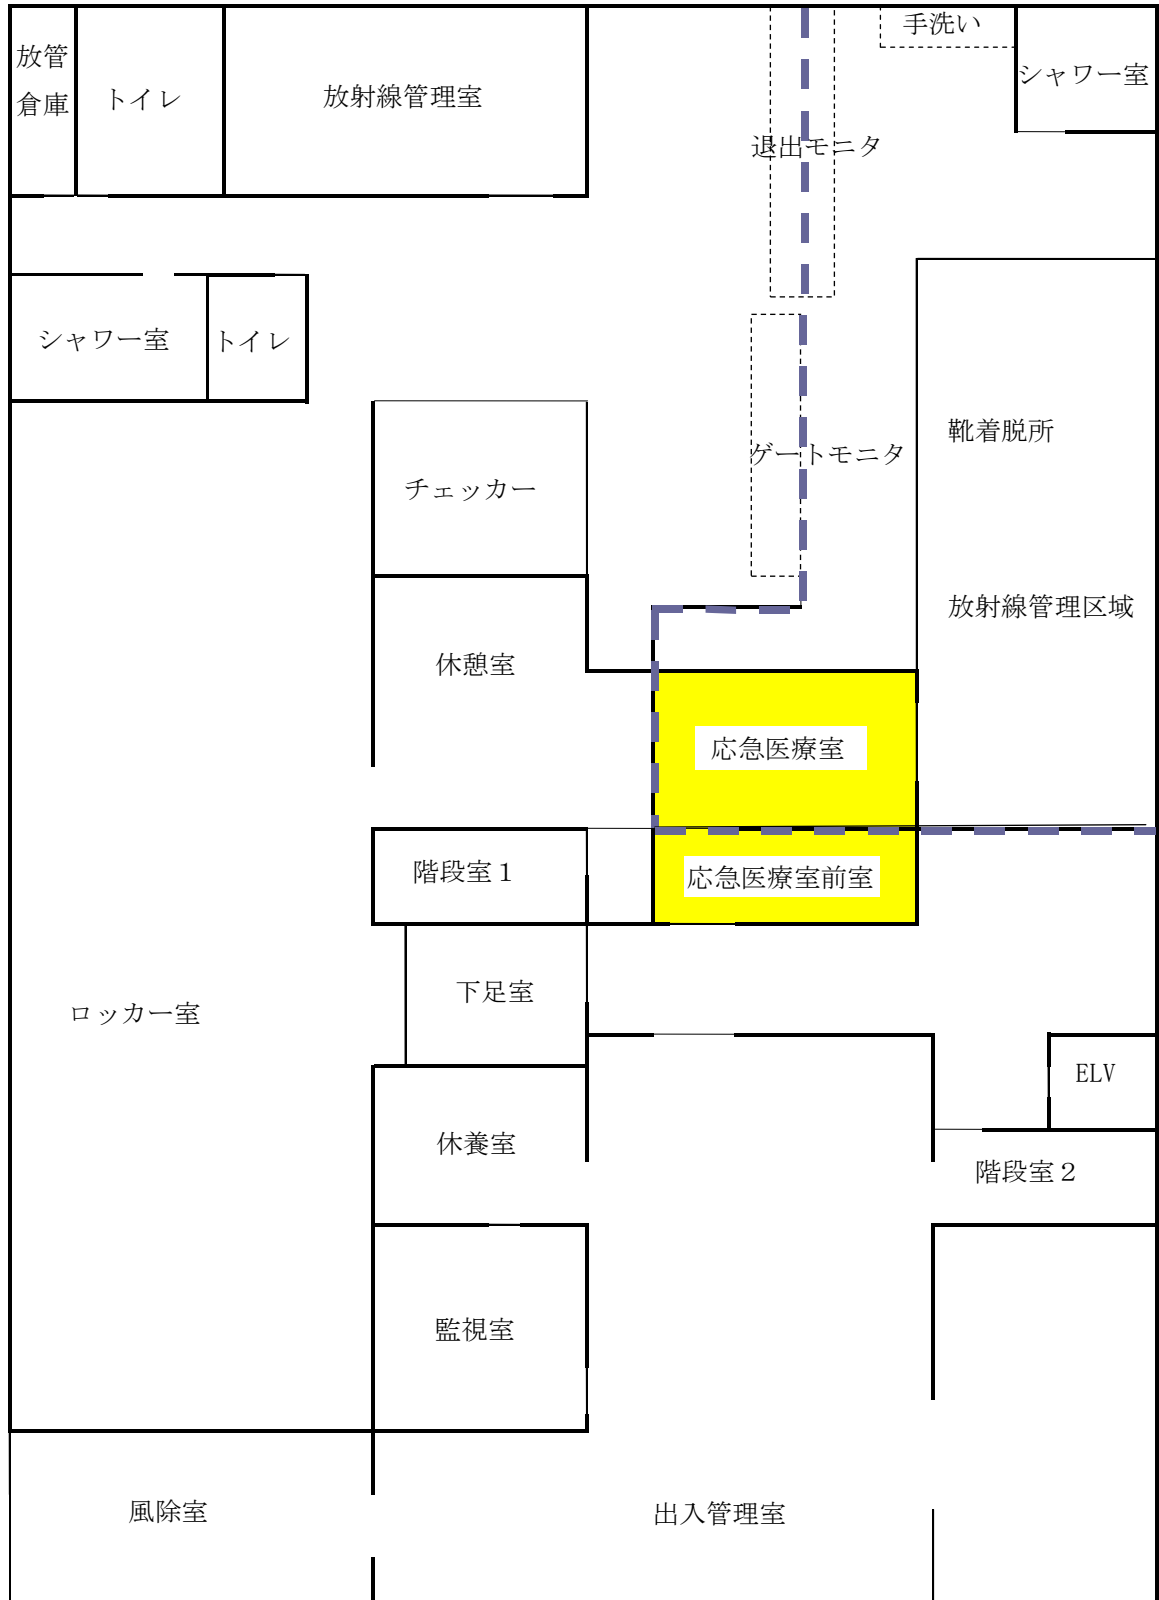 手洗い
放管
倉庫
トイレ
放射線管理室
シャワー室
退出モニタ
シャワー室
トイレ
靴着脱所
ゲートモニタ
チェッカー
放射線管理区域
休憩室
応急医療室
階段室１
応急医療室前室
下足室
ロッカー室
ELV
休養室
階段室２
監視室
風除室
出入管理室